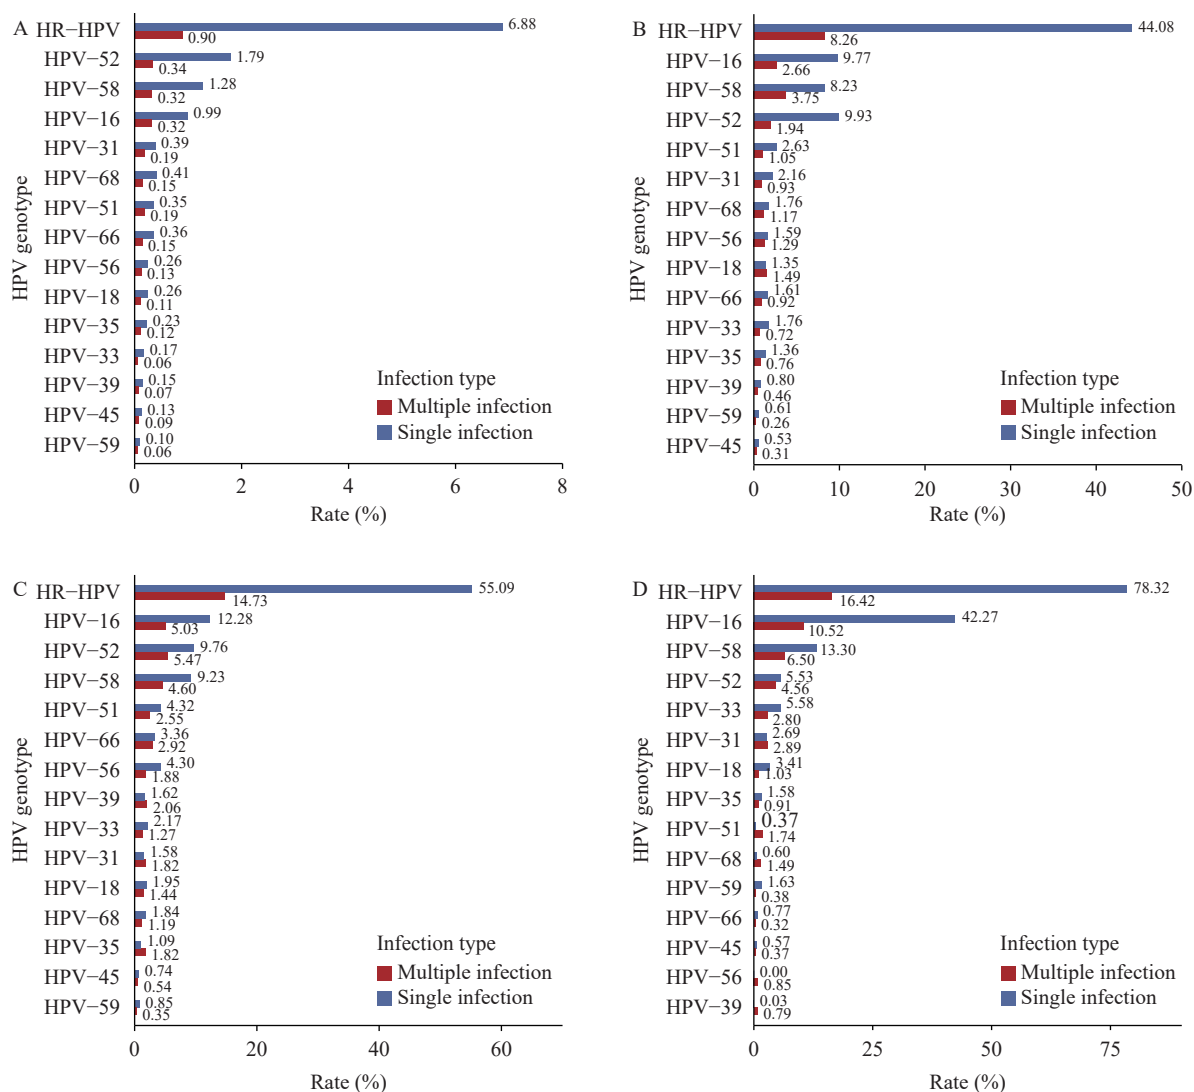 A
HR−HPV
6.88
0.90
HPV−52
1.79
0.34
HPV−58
1.28
0.32
HPV−16
0.99
0.32
HPV−31
0.39
0.19
HPV−68
0.41
0.15
HPV−51
0.35
0.19
HPV−66
0.36
0.15
HPV−56
0.26
0.13
HPV−18
0.26
0.11
HPV−35
0.23
0.12
HPV−33
0.17
0.06
HPV−39
0.15
0.07
HPV−45
0.13
0.09
HPV−59
0.10
0.06
HPV genotype
Infection type
Multiple infection
Single infection
0 2 4 6 8
Rate (%)
B
HR−HPV
44.08
8.26
HPV−16
9.77
2.66
HPV−58
8.23
3.75
HPV−52
9.93
1.94
HPV−51
2.63
1.05
HPV−31
2.16
0.93
HPV−68
1.76
1.17
HPV−56
1.59
1.29
HPV−18
1.35
1.49
HPV−66
1.61
0.92
HPV−33
1.76
0.72
HPV−35
1.36
0.76
HPV−39
0.80
0.46
HPV−59
0.61
0.26
HPV−45
0.53
0.31
HPV genotype
Infection type
Multiple infection
Single infection
0 10 20 30 40 50
Rate (%)
C
HR−HPV
55.09
14.73
HPV−16
12.28
5.03
HPV−52
9.76
5.47
HPV−58
9.23
4.60
HPV−51
4.32
2.55
HPV−66
3.36
2.92
HPV−56
4.30
1.88
HPV−39
1.62
2.06
HPV−33
2.17
1.27
HPV−31
1.58
1.82
HPV−18
1.95
1.44
HPV−68
1.84
1.19
HPV−35
1.09
1.82
HPV−45
0.74
0.54
HPV−59
0.85
0.35
HPV genotype
Infection type
Multiple infection
Single infection
0 20 40 60
Rate (%)
D
HR−HPV
78.32
16.42
HPV−16
42.27
10.52
HPV−58
13.30
6.50
HPV−52
5.53
4.56
HPV−33
5.58
2.80
HPV−31
2.69
2.89
HPV−18
3.41
1.03
HPV−35
1.58
0.91
HPV−51
0.37
1.74
HPV−68
0.60
1.49
HPV−59
1.63
0.38
HPV−66
0.77
0.32
HPV−45
0.57
0.37
HPV−56
0.00
0.85
HPV−39
0.03
0.79
HPV genotype
Infection type
Multiple infection
Single infection
0 25 50 75
Rate (%)